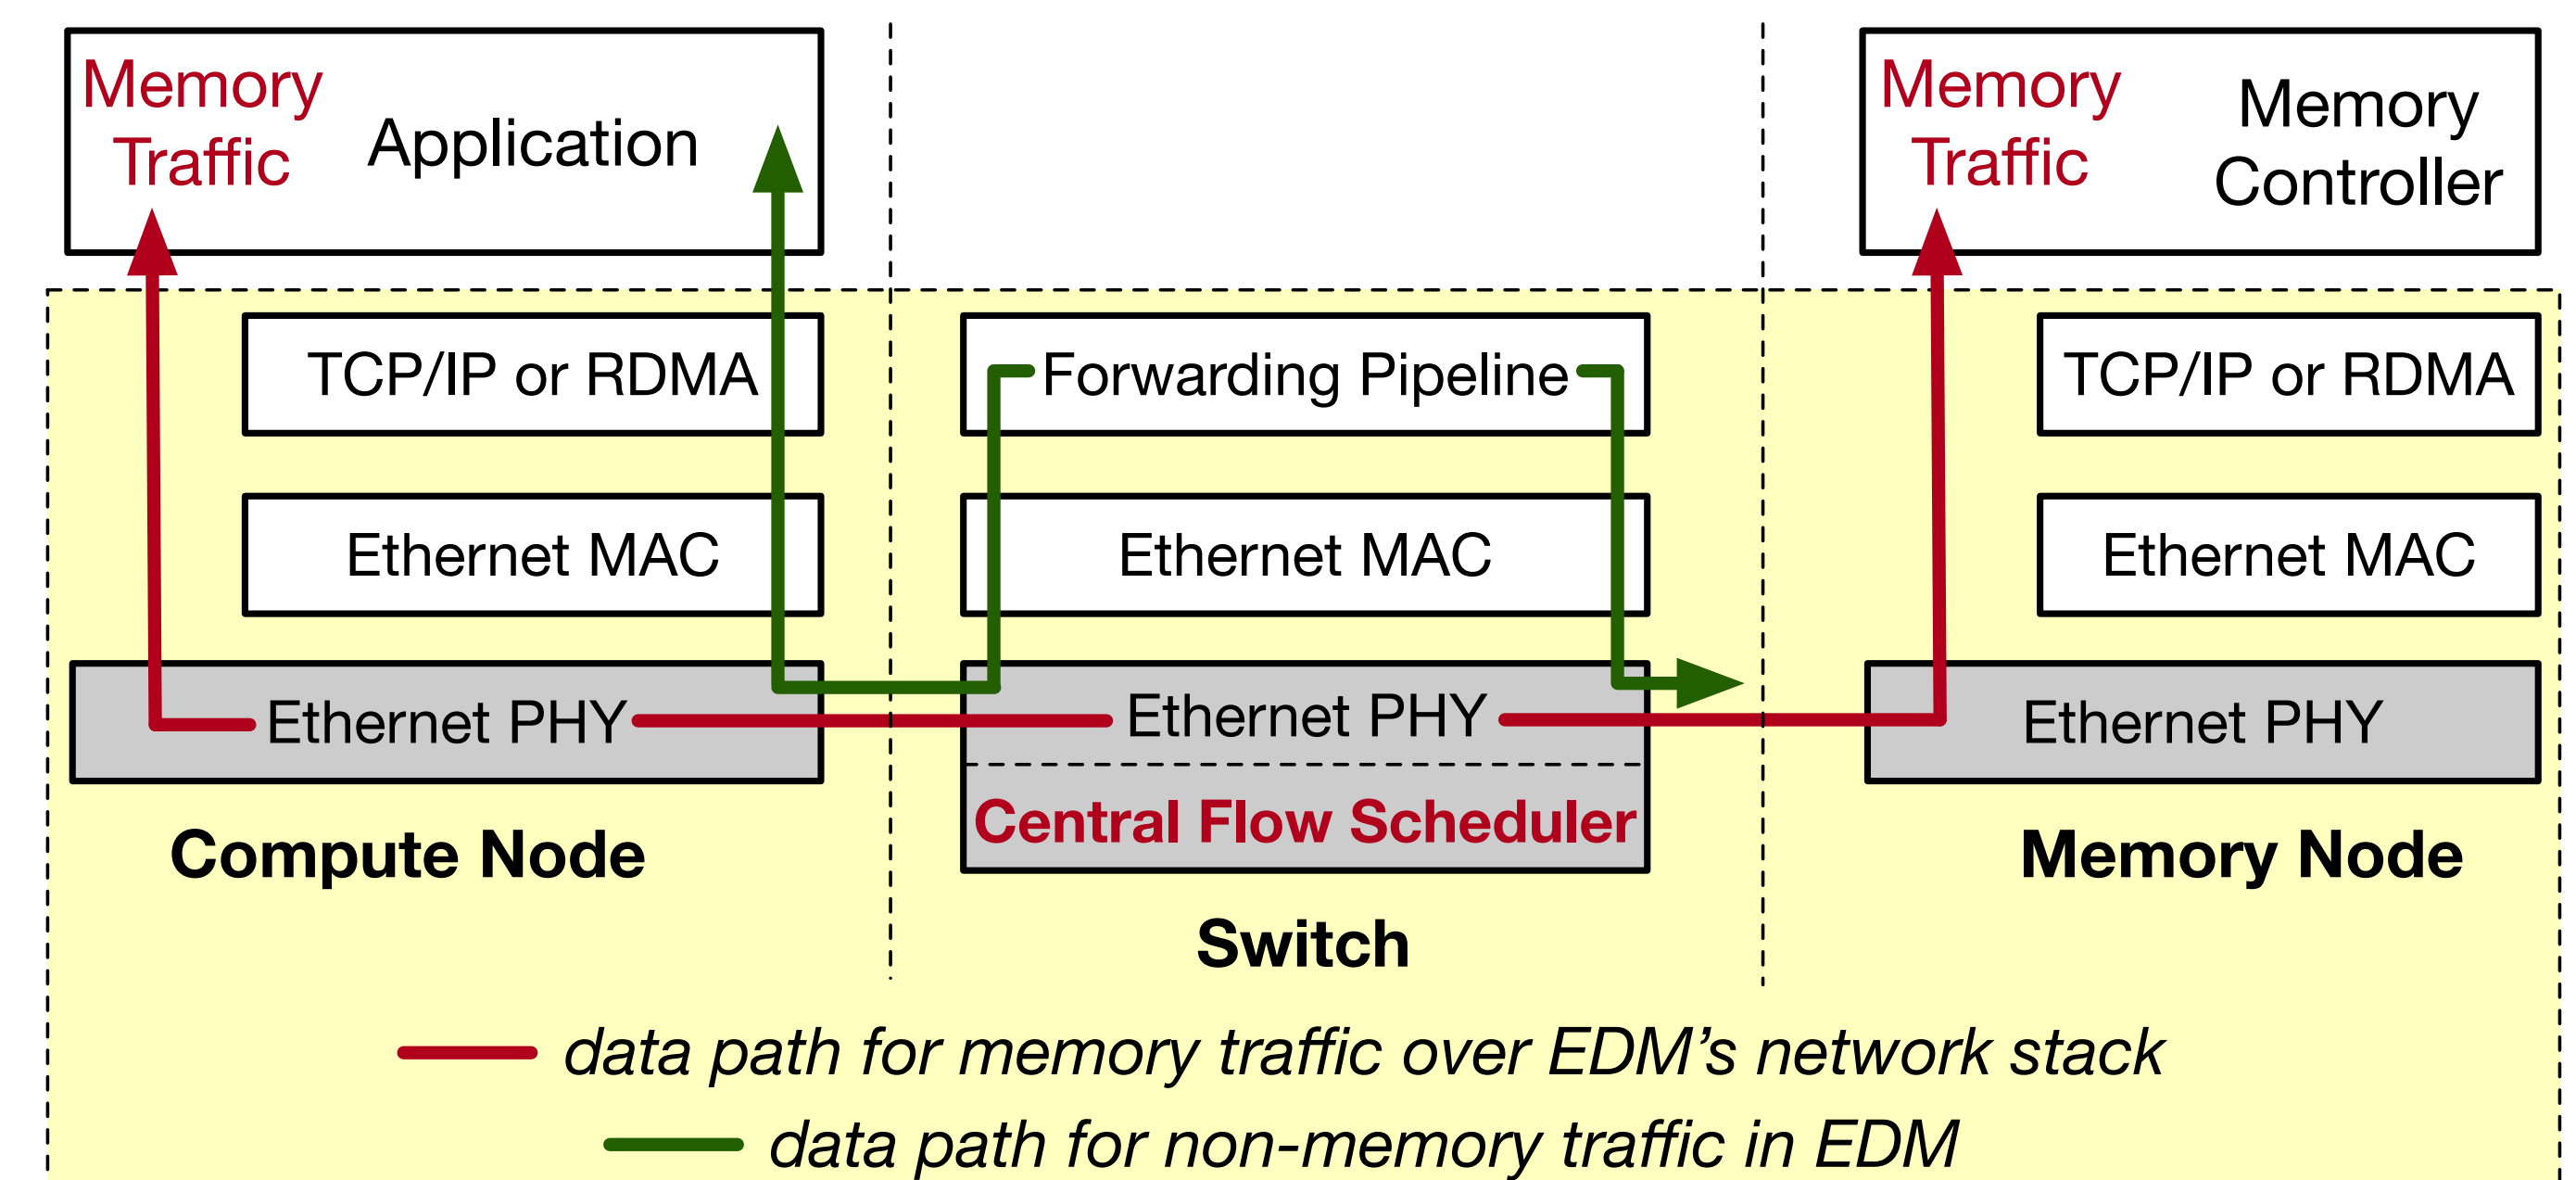 Memory
Traffic
Application
Memory
Traffic
Memory
Controller
TCP/IP or RDMA
Forwarding Pipeline
TCP/IP or RDMA
Ethernet MAC
Ethernet MAC
Ethernet MAC
Ethernet PHY
Ethernet PHY
Ethernet PHY
Central Flow Scheduler
Compute Node
Memory Node
Switch
data path for memory traffic over EDM’s network stack
data path for non-memory traffic in EDM